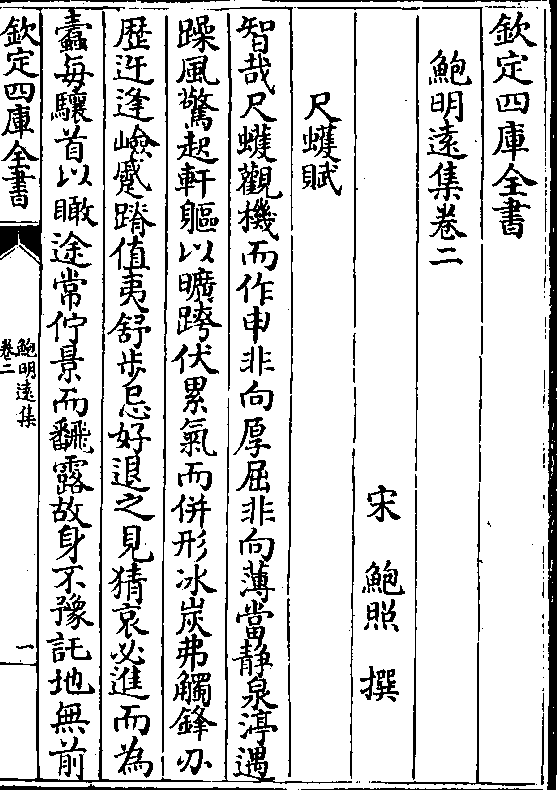 欽定四庫全書
鮑明遠集卷二
宋 鮑照 撰
尺蠖賦
智哉尺蠖觀機而作申非向厚屈非向薄當靜泉渟遇
躁風驚起軒軀以曠跨伏累氣而併形冰炭弗觸鋒刃
歴迕逢嶮蹙蹐值夷舒步忌好退之見猜哀必進而為
蠹每驤首以瞰途常佇景而翻露故身不豫託地無前
欽定四庫全書
鮑明遠集
卷二
一